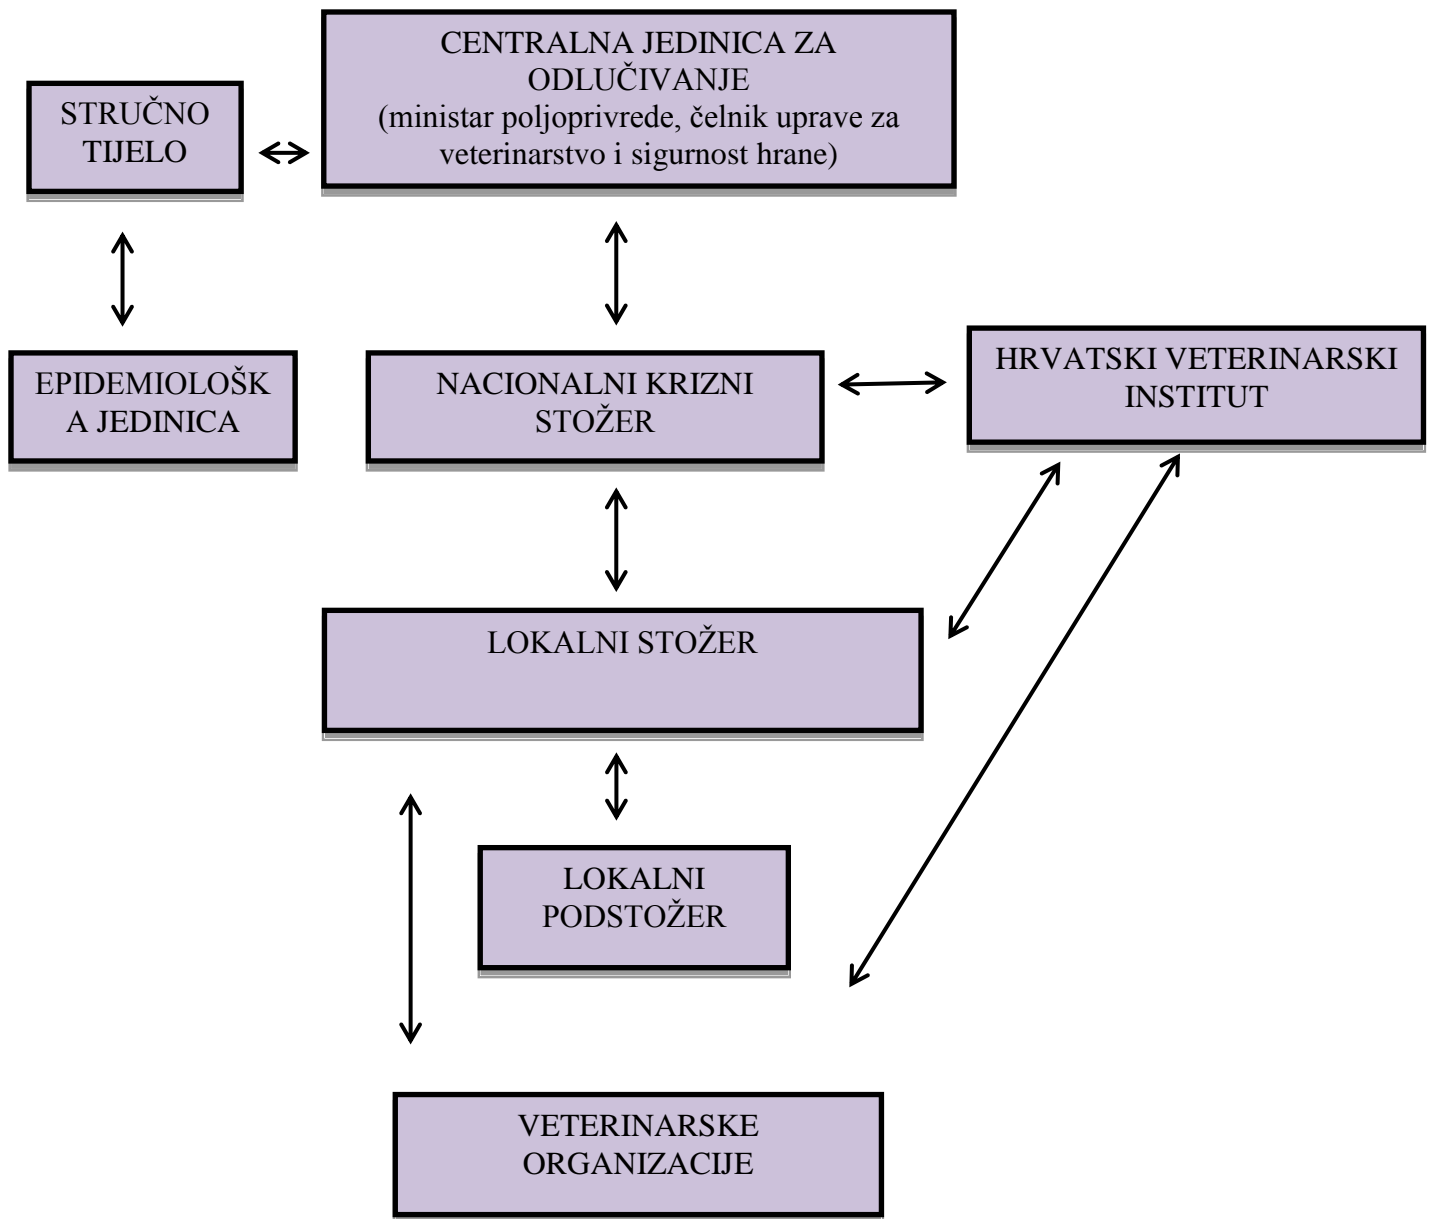 CENTRALNA JEDINICA ZA
ODLUČIVANJE
(ministar poljoprivrede, čelnik uprave za
veterinarstvo i sigurnost hrane)
STRUČNO
TIJELO
EPIDEMIOLOŠK
A JEDINICA
NACIONALNI KRIZNI
STOŽER
HRVATSKI VETERINARSKI
INSTITUT
LOKALNI STOŽER
LOKALNI
PODSTOŽER
VETERINARSKE
ORGANIZACIJE